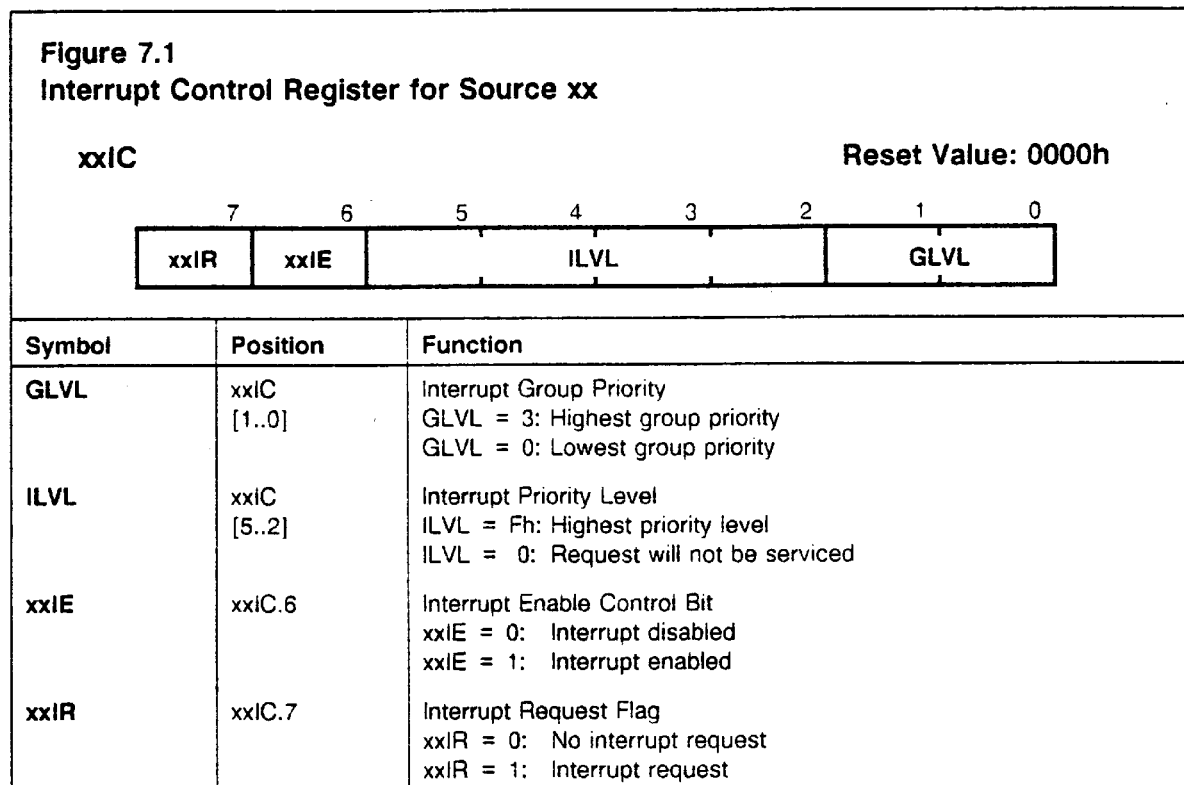 Figure 7.1
Interrupt Control Register for Source xx
xxIC Reset Value: 0000h
7 6 5 4 3 2 1 0
xxIR xxIE ILVL GLVL
Symbol Position Function
GLVL xxIC Interrupt Group Priority
[1..0] GLVL = 3: Highest group priority
GLVL = 0: Lowest group priority
ILVL xxIC Interrupt Priority Level
[5..2] ILVL = Fh: Highest priority level
ILVL = 0: Request will not be serviced
xxIE xxIC.6 Interrupt Enable Control Bit
xxIE = 0: Interrupt disabled
xxIE = 1: Interrupt enabled
xxIR xxIC.7 Interrupt Request Flag
xxIR = 0: No interrupt request
xxIR = 1: Interrupt request